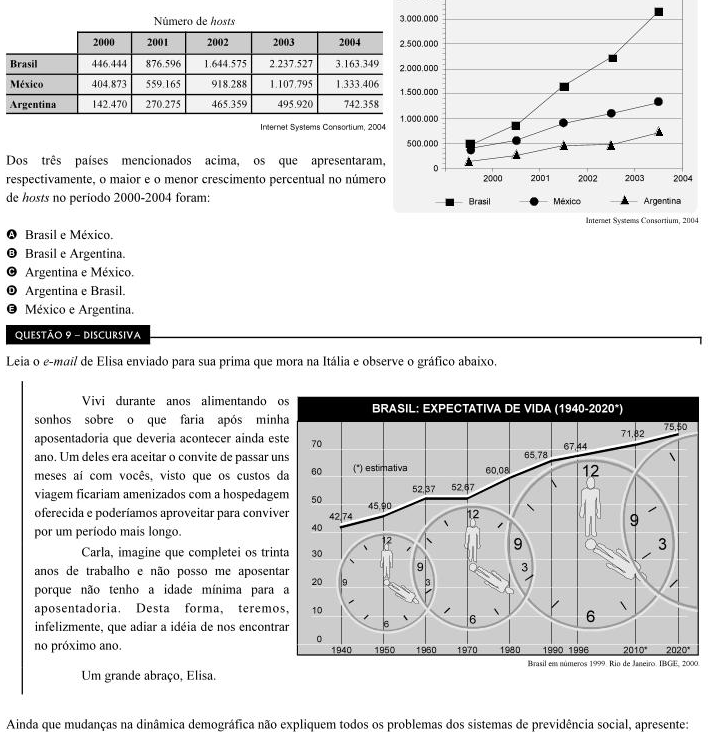 Número de hosts
2000 2001 2002 2003 2004
Brasil 446.444 876.596 1.644.575 2.237.527 3.163.349
México 404.873 559.165 918.288 1.107.795 1.333.406
Argentina 142.470 270.275 465.359 495.920 742.358
Internet Systems Consortium, 2004
3.000.000
2.500.000
2.000.000
1.500.000
1.000.000
500.000
0
2000 2001 2002 2003 2004
Brasil México Argentina
Internet Systems Consortium, 2004
Dos três países mencionados acima, os que apresentaram,
respectivamente, o maior e o menor crescimento percentual no número
de hosts no período 2000-2004 foram:
A Brasil e México.
B Brasil e Argentina.
C Argentina e México.
D Argentina e Brasil.
E México e Argentina.
QUESTÃO 9 – DISCURSIVA
Leia o e-mail de Elisa enviado para sua prima que mora na Itália e observe o gráfico abaixo.
Vivi durante anos alimentando os
sonhos sobre o que faria após minha
aposentadoria que deveria acontecer ainda este
ano. Um deles era aceitar o convite de passar uns
meses aí com vocês, visto que os custos da
viagem ficariam amenizados com a hospedagem
oferecida e poderíamos aproveitar para conviver
por um período mais longo.
Carla, imagine que completei os trinta
anos de trabalho e não posso me aposentar
porque não tenho a idade mínima para a
aposentadoria. Desta forma, teremos,
infelizmente, que adiar a idéia de nos encontrar
no próximo ano.
Um grande abraço, Elisa.
BRASIL: EXPECTATIVA DE VIDA (1940-2020*)
70
60
50
40
30
20
10
0
(*) estimativa
42,74 45,90 52,37 52,67 60,08 65,78 67,44 71,82 75,50
12 9 3 6
12 9 3 6
12 9 3 6
9
1940 1950 1960 1970 1980 1990 1996 2010* 2020*
Brasil em números 1999. Rio de Janeiro. IBGE, 2000.
Ainda que mudanças na dinâmica demográfica não expliquem todos os problemas dos sistemas de previdência social, apresente: